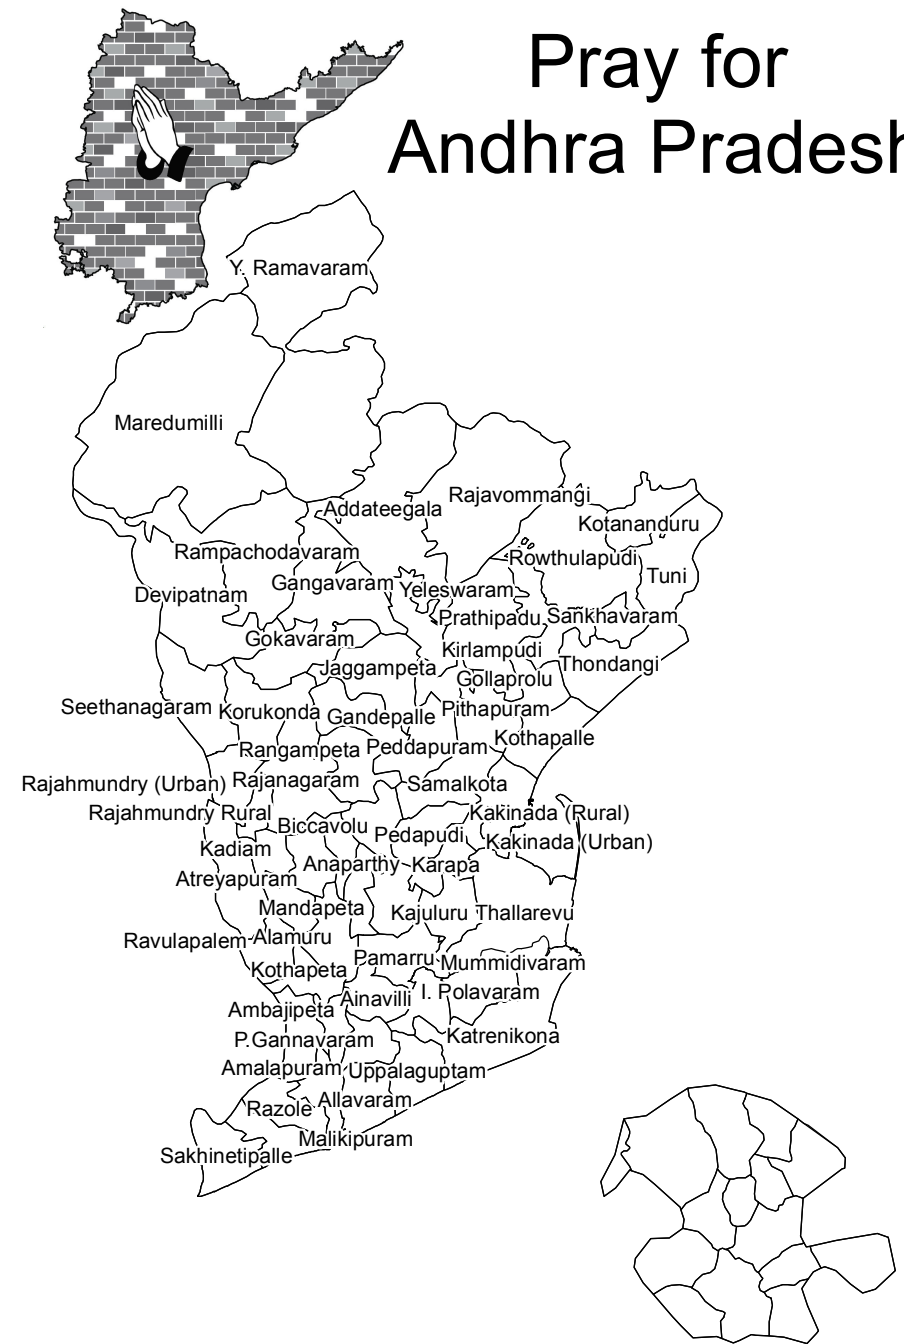 Pray for
Andhra Pradesh
Y. Ramavaram
Maredumilli
Rajavommangi
Addateegala
Kotananduru
Rampachodavaram
Rowthulapudi
Tuni
Gangavaram
Yeleswaram
Devipatnam
Prathipadu
Sankhavaram
Gokavaram
Kirlampudi
Jaggampeta
Thondangi
Gollaprolu
Seethanagaram
Korukonda
Gandepalle
Pithapuram
Rangampeta
Peddapuram
Kothapalle
Rajahmundry (Urban)
Rajanagaram
Samalkota
Rajahmundry Rural
Kakinada (Rural)
Biccavolu
Pedapudi
Kakinada (Urban)
Kadiam
Anaparthy
Karapa
Atreyapuram
Mandapeta
Kajuluru
Thallarevu
Ravulapalem
Alamuru
Pamarru
Mummidivaram
Kothapeta
Ainavilli
I. Polavaram
Ambajipeta
P.Gannavaram
Katrenikona
Amalapuram
Uppalaguptam
Razole
Allavaram
Malikipuram
Sakhinetipalle